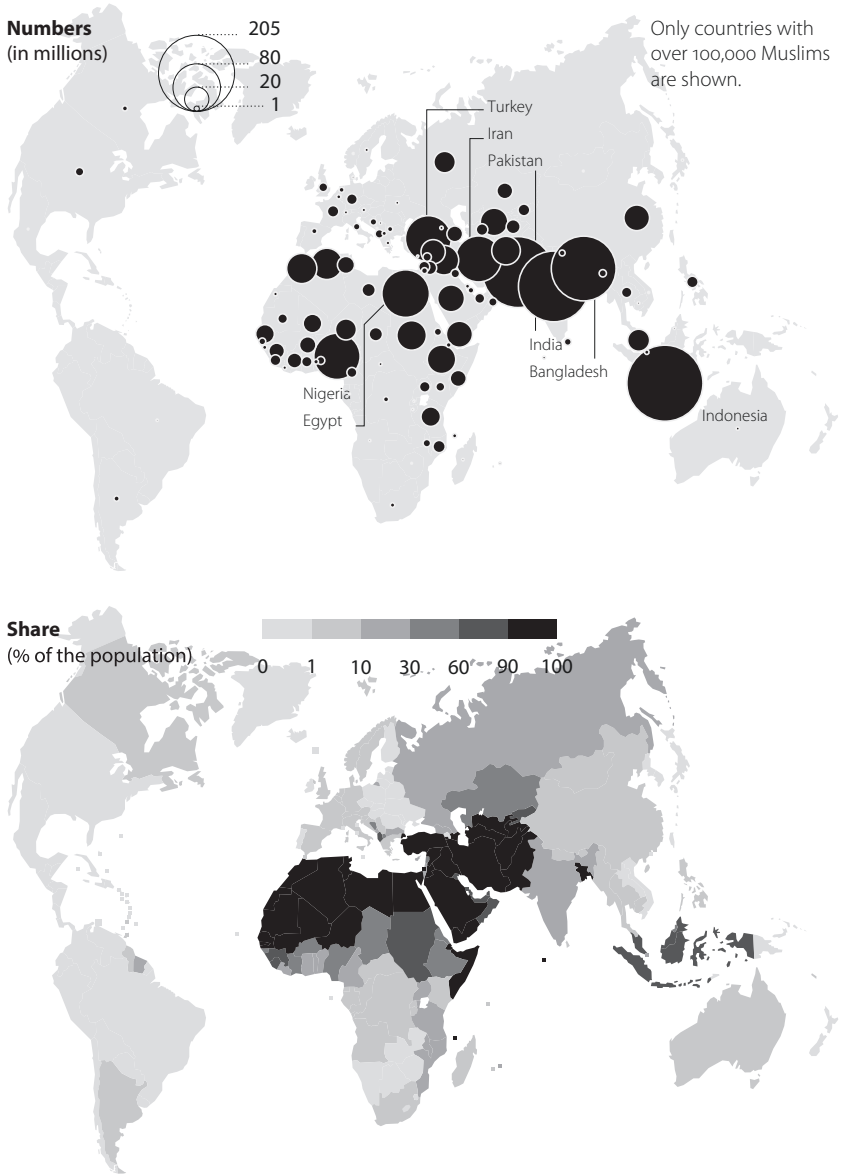 Numbers
(in millions)
205
80
20
1
Only countries with
over 100,000 Muslims
are shown.
Turkey
Iran
Pakistan
India
Bangladesh
Nigeria
Egypt
Indonesia
Share
(% of the population)
0 1 10 30 60 90 100